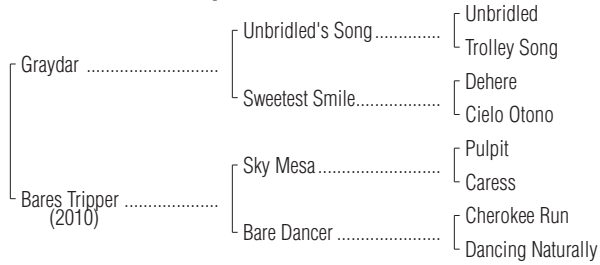 Unbridled
Unbridled's Song..............
Trolley Song
Graydar ............................
Dehere
Sweetest Smile..................
Cielo Otono
Pulpit
Sky Mesa..........................
Caress
Bares Tripper ....................
(2010)
Cherokee Run
Bare Dancer ......................
Dancing Naturally